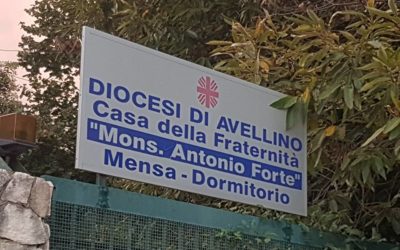 DIOCESI DI AVELLINO
Casa della Fraternità
"Mons. Antonio Forte"
Mensa - Dormitorio